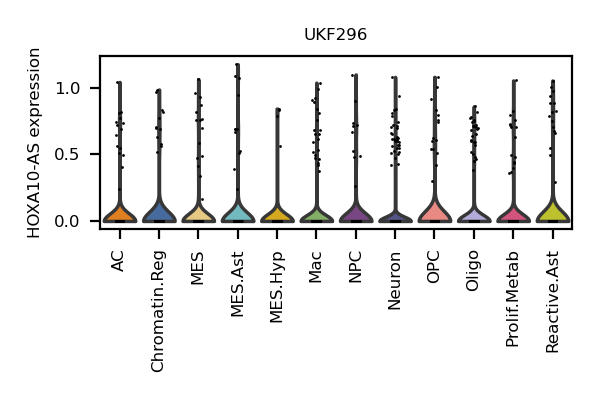 UKF296
HOXA10-AS expression
1.0
0.5
0.0
AC
Chromatin.Reg
MES
MES.Ast
MES.Hyp
Mac
NPC
Neuron
OPC
Oligo
Prolif.Metab
Reactive.Ast